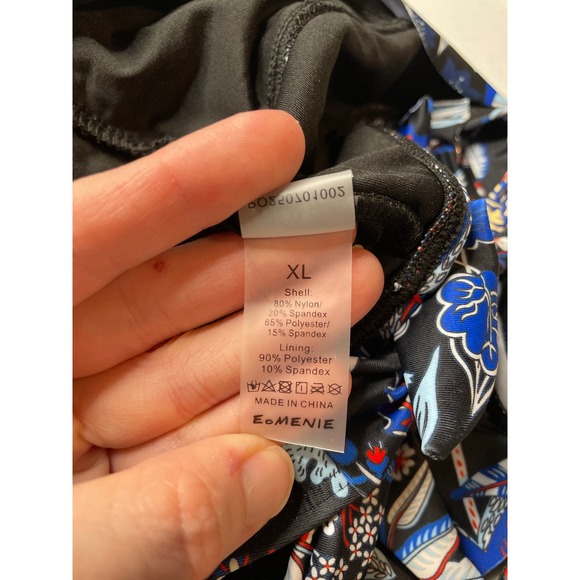 PO250701002
XL
Shell:
80% Nylon/
20% Spandex
85% Polyester/
15% Spandex
Lining:
90% Polyester
10% Spandex
MADE IN CHINA
EOMENIE